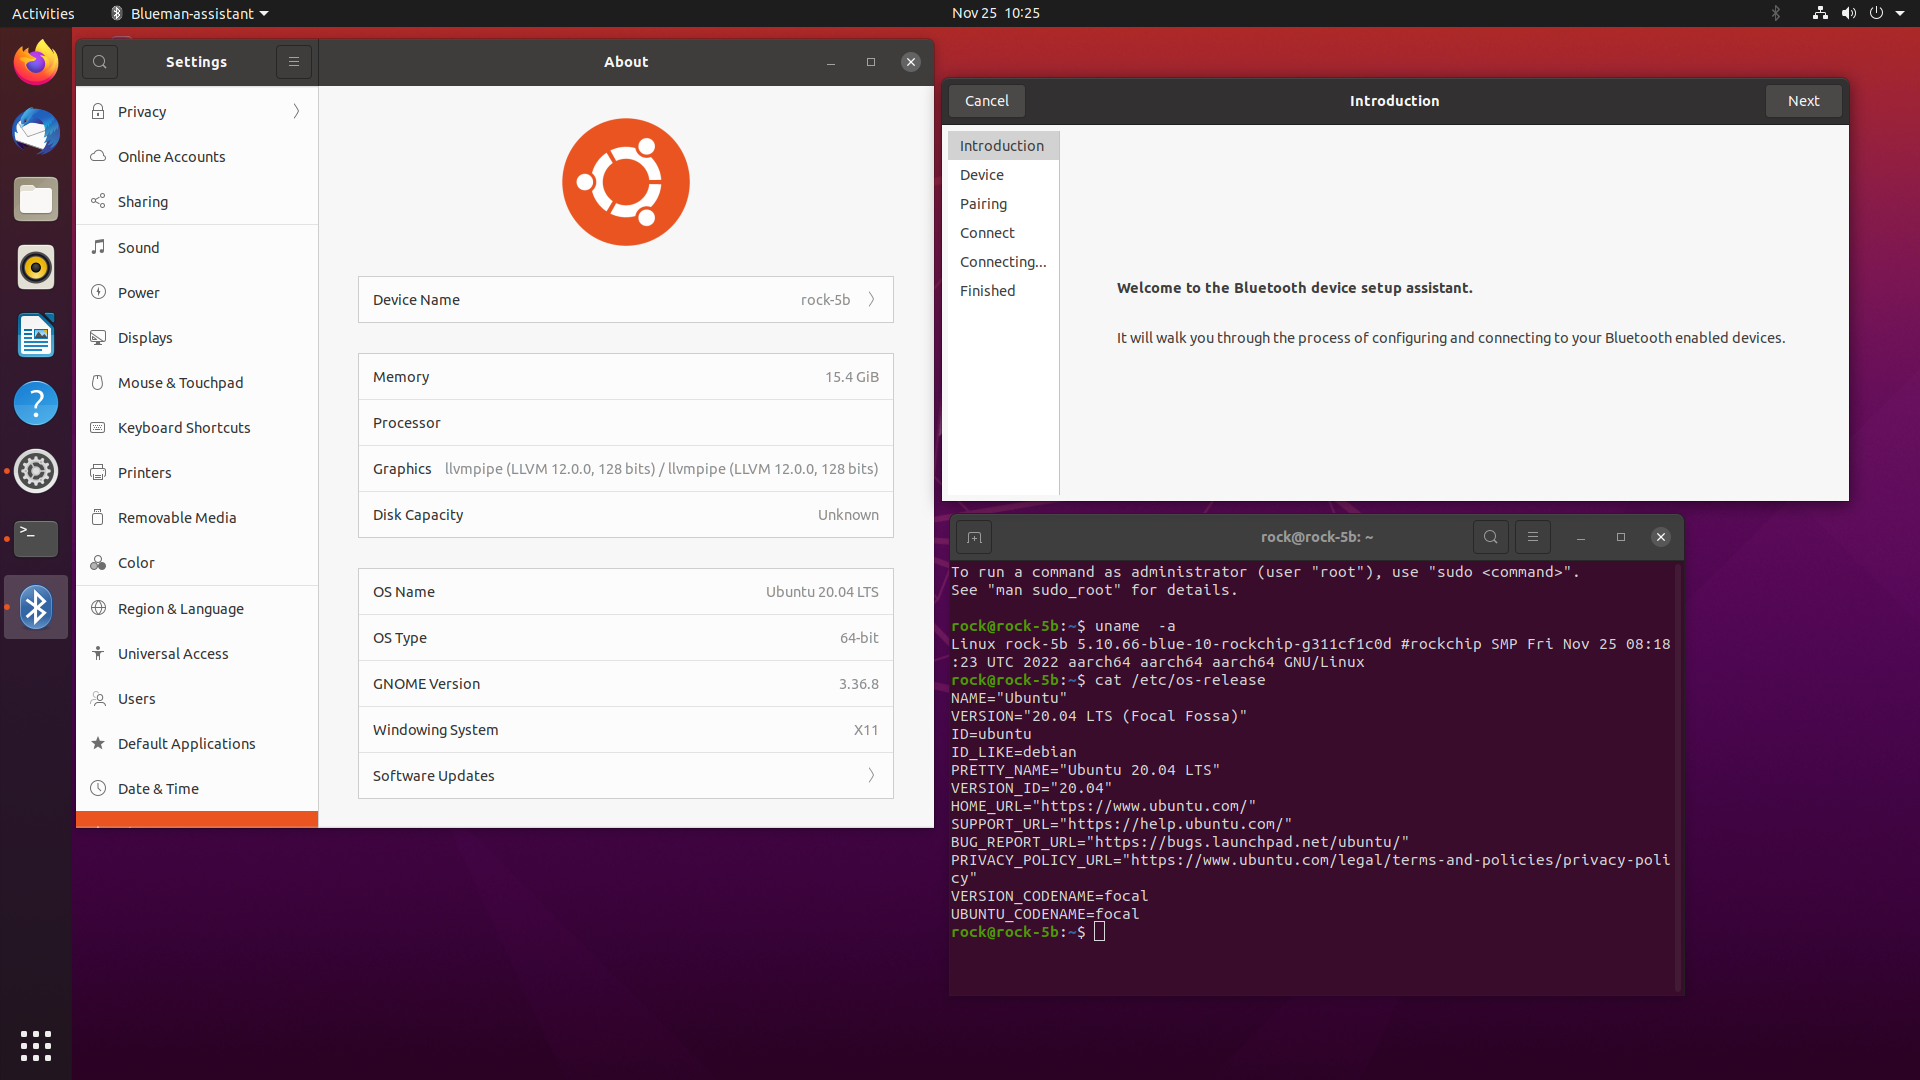 Activities
Blueman-assistant
Nov 25 10:25
Settings
About
Privacy
Online Accounts
Sharing
Sound
Power
Displays
Mouse & Touchpad
Keyboard Shortcuts
Printers
Removable Media
Color
Region & Language
Universal Access
Users
Default Applications
Date & Time
Device Name rock-5b
Memory 15.4 GiB
Processor
Graphics llvmpipe (LLVM 12.0.0, 128 bits) / llvmpipe (LLVM 12.0.0, 128 bits)
Disk Capacity Unknown
OS Name Ubuntu 20.04 LTS
OS Type 64-bit
GNOME Version 3.36.8
Windowing System X11
Software Updates
Cancel
Introduction
Next
Introduction
Device
Pairing
Connect
Connecting...
Finished
Welcome to the Bluetooth device setup assistant.
It will walk you through the process of configuring and connecting to your Bluetooth enabled devices.
rock@rock-5b: ~
To run a command as administrator (user "root"), use "sudo <command>".
See "man sudo_root" for details.
rock@rock-5b:~$ uname  -a
Linux rock-5b 5.10.66-blue-10-rockchip-g311cf1c0d #rockchip SMP Fri Nov 25 08:18
:23 UTC 2022 aarch64 aarch64 aarch64 GNU/Linux
rock@rock-5b:~$ cat /etc/os-release
NAME="Ubuntu"
VERSION="20.04 LTS (Focal Fossa)"
ID=ubuntu
ID_LIKE=debian
PRETTY_NAME="Ubuntu 20.04 LTS"
VERSION_ID="20.04"
HOME_URL="https://www.ubuntu.com/"
SUPPORT_URL="https://help.ubuntu.com/"
BUG_REPORT_URL="https://bugs.launchpad.net/ubuntu/"
PRIVACY_POLICY_URL="https://www.ubuntu.com/legal/terms-and-policies/privacy-poli
cy"
VERSION_CODENAME=focal
UBUNTU_CODENAME=focal
rock@rock-5b:~$